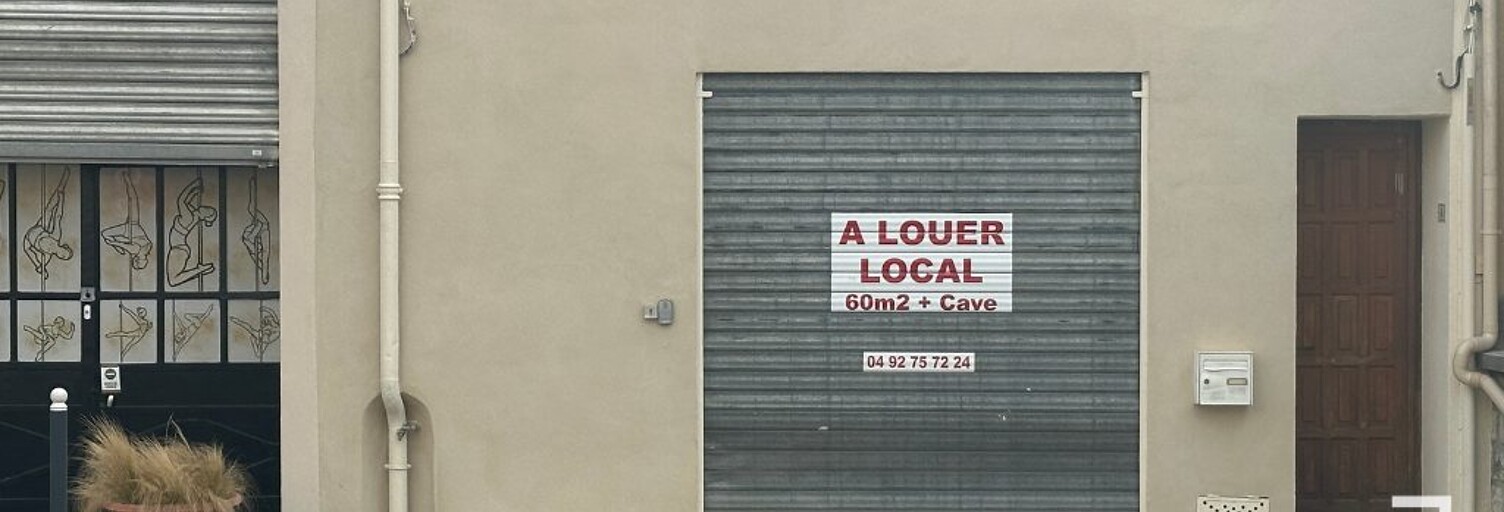 A LOUER
LOCAL
60m2 + Cave
04 92 75 72 24